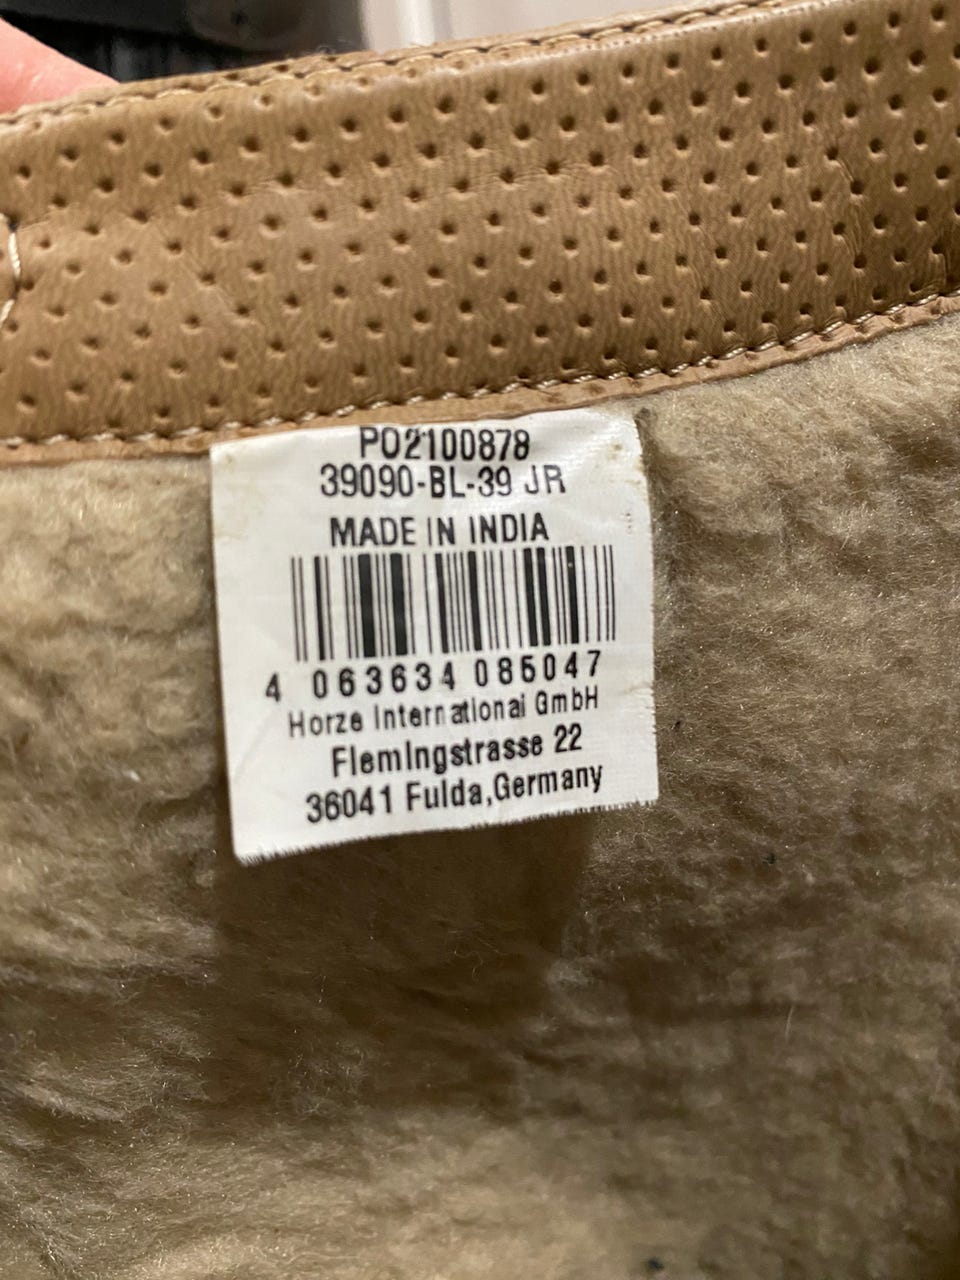 PO2100878
39090-BL-39 JR
MADE IN INDIA
4 063634 085047
Horze International GmbH
Flemingstrasse 22
36041 Fulda,Germany